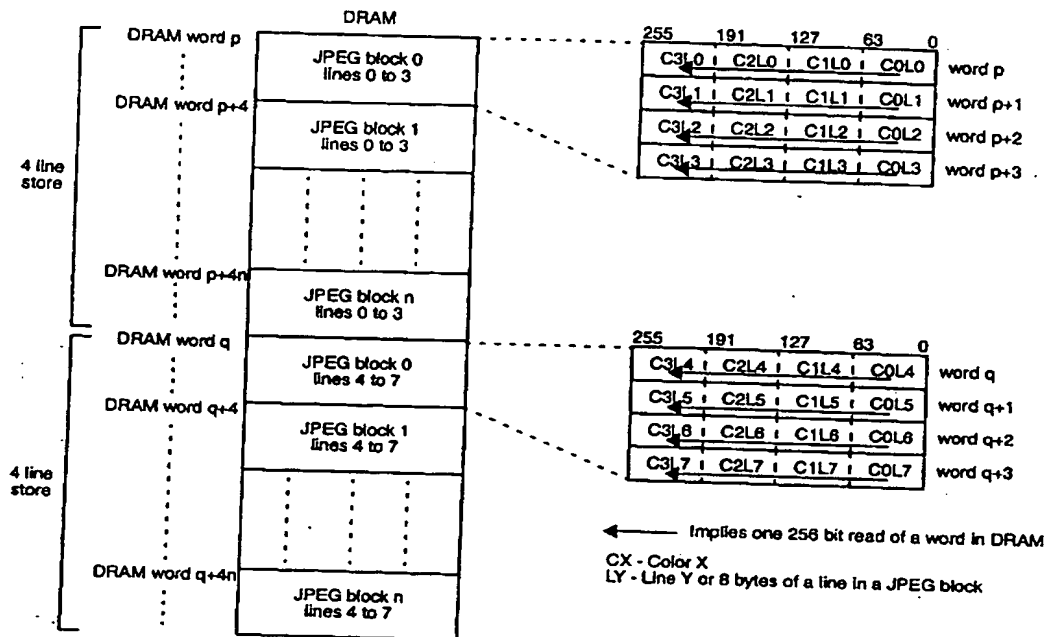 DRAM
DRAM word p
JPEG block 0
lines 0 to 3
DRAM word p+4
JPEG block 1
lines 0 to 3
4 line
store
DRAM word p+4n
JPEG block n
lines 0 to 3
DRAM word q
JPEG block 0
lines 4 to 7
DRAM word q+4
JPEG block 1
lines 4 to 7
4 line
store
DRAM word q+4n
JPEG block n
lines 4 to 7
255 191 127 63 0
C3L0 C2L0 C1L0 C0L0 word p
C3L1 C2L1 C1L1 C0L1 word p+1
C3L2 C2L2 C1L2 C0L2 word p+2
C3L3 C2L3 C1L3 C0L3 word p+3
255 191 127 63 0
C3L4 C2L4 C1L4 C0L4 word q
C3L5 C2L5 C1L5 C0L5 word q+1
C3L6 C2L6 C1L6 C0L6 word q+2
C3L7 C2L7 C1L7 C0L7 word q+3
Implies one 256 bit read of a word in DRAM
CX - Color X
LY - Line Y or 8 bytes of a line in a JPEG block